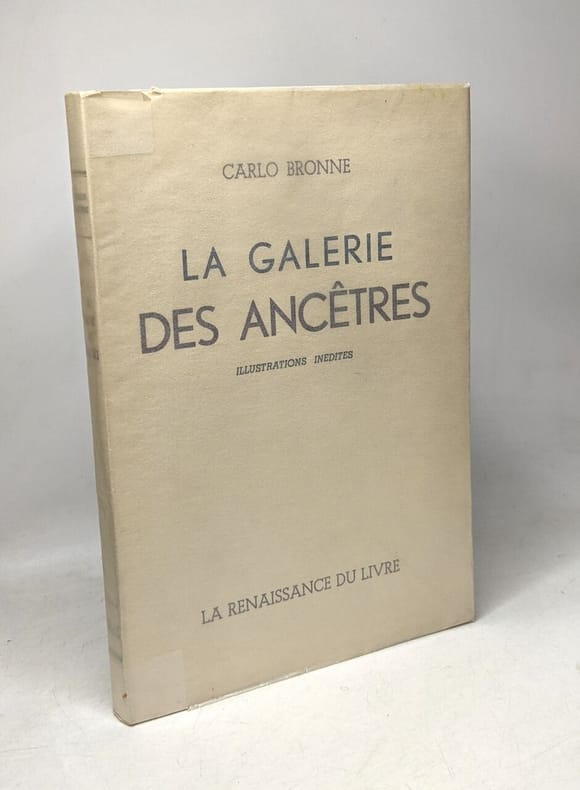 CARLO BRONNE
LA GALERIE
DES ANCÊTRES
ILLUSTRATIONS INEDITES
LA RENAISSANCE DU LIVRE